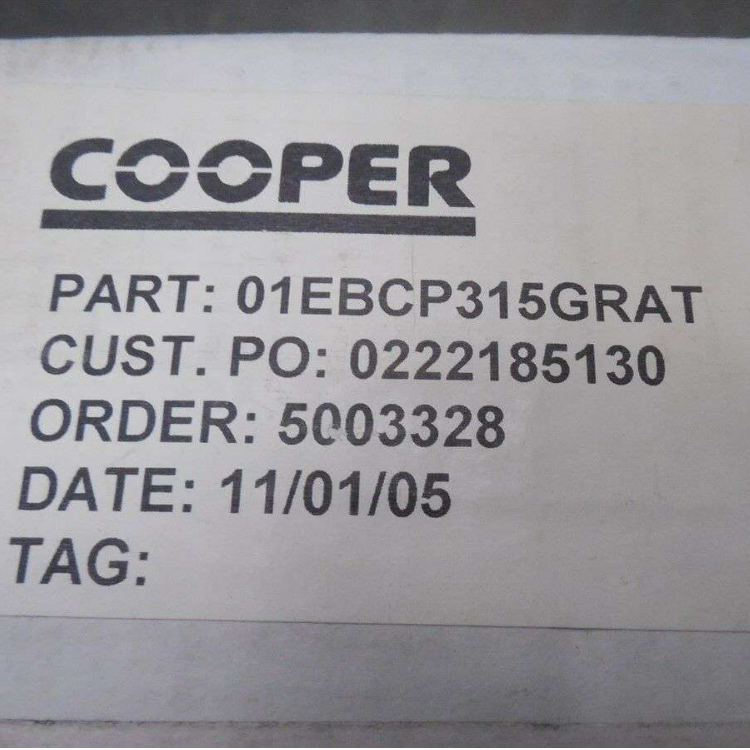 COOPER
PART: 01EBCP315GRAT
CUST. PO: 0222185130
ORDER: 5003328
DATE: 11/01/05
TAG: